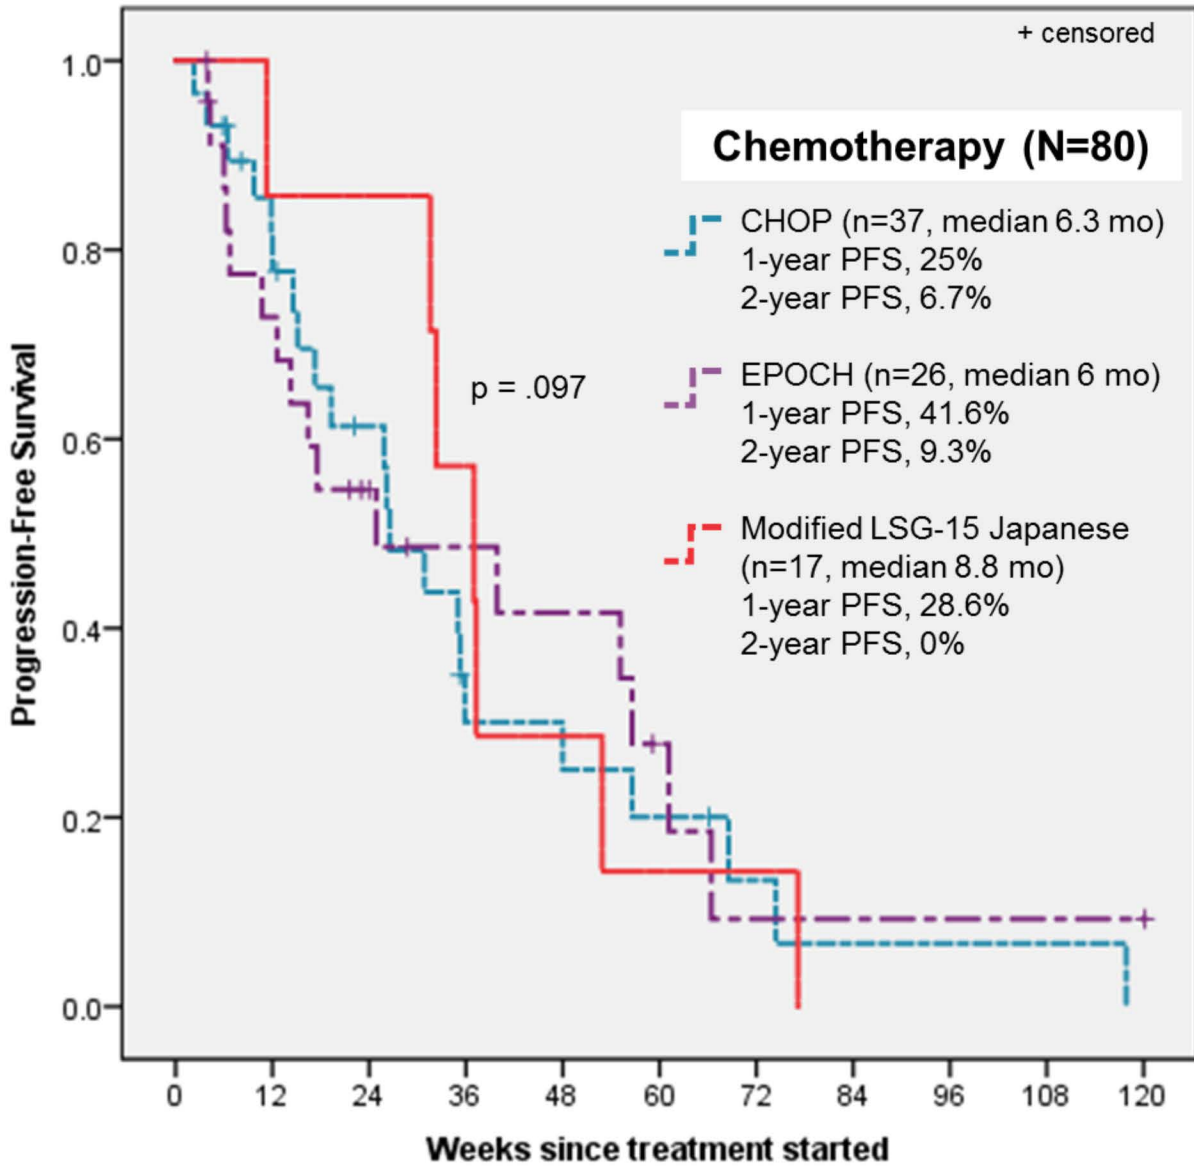 + censored
Chemotherapy (N=80)
CHOP (n=37, median 6.3 mo)
1-year PFS, 25%
2-year PFS, 6.7%
EPOCH (n=26, median 6 mo)
1-year PFS, 41.6%
2-year PFS, 9.3%
Modified LSG-15 Japanese
(n=17, median 8.8 mo)
1-year PFS, 28.6%
2-year PFS, 0%
p = .097
Progression-Free Survival
1.0
0.8
0.6
0.4
0.2
0.0
0 12 24 36 48 60 72 84 96 108 120
Weeks since treatment started